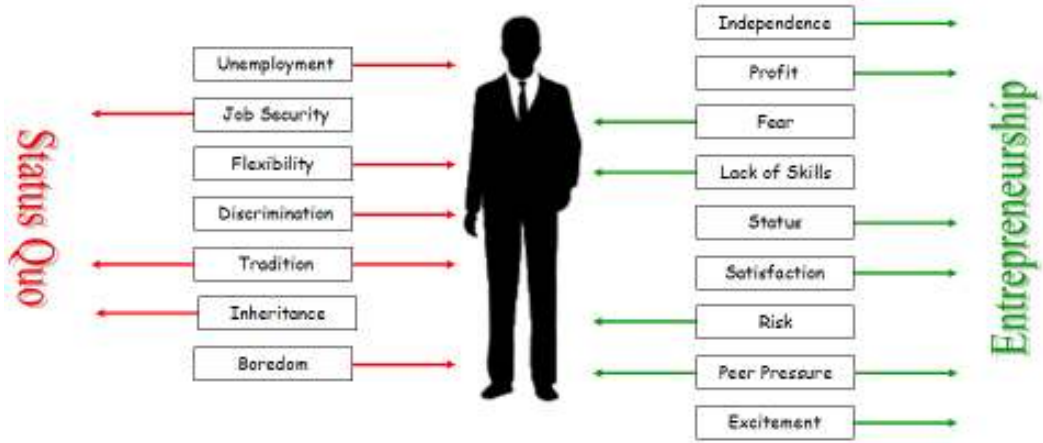 Status Quo
Unemployment
Job Security
Flexibility
Discrimination
Tradition
Inheritance
Boredom
Independence
Profit
Fear
Lack of Skills
Status
Satisfaction
Risk
Peer Pressure
Excitement
Entrepreneurship